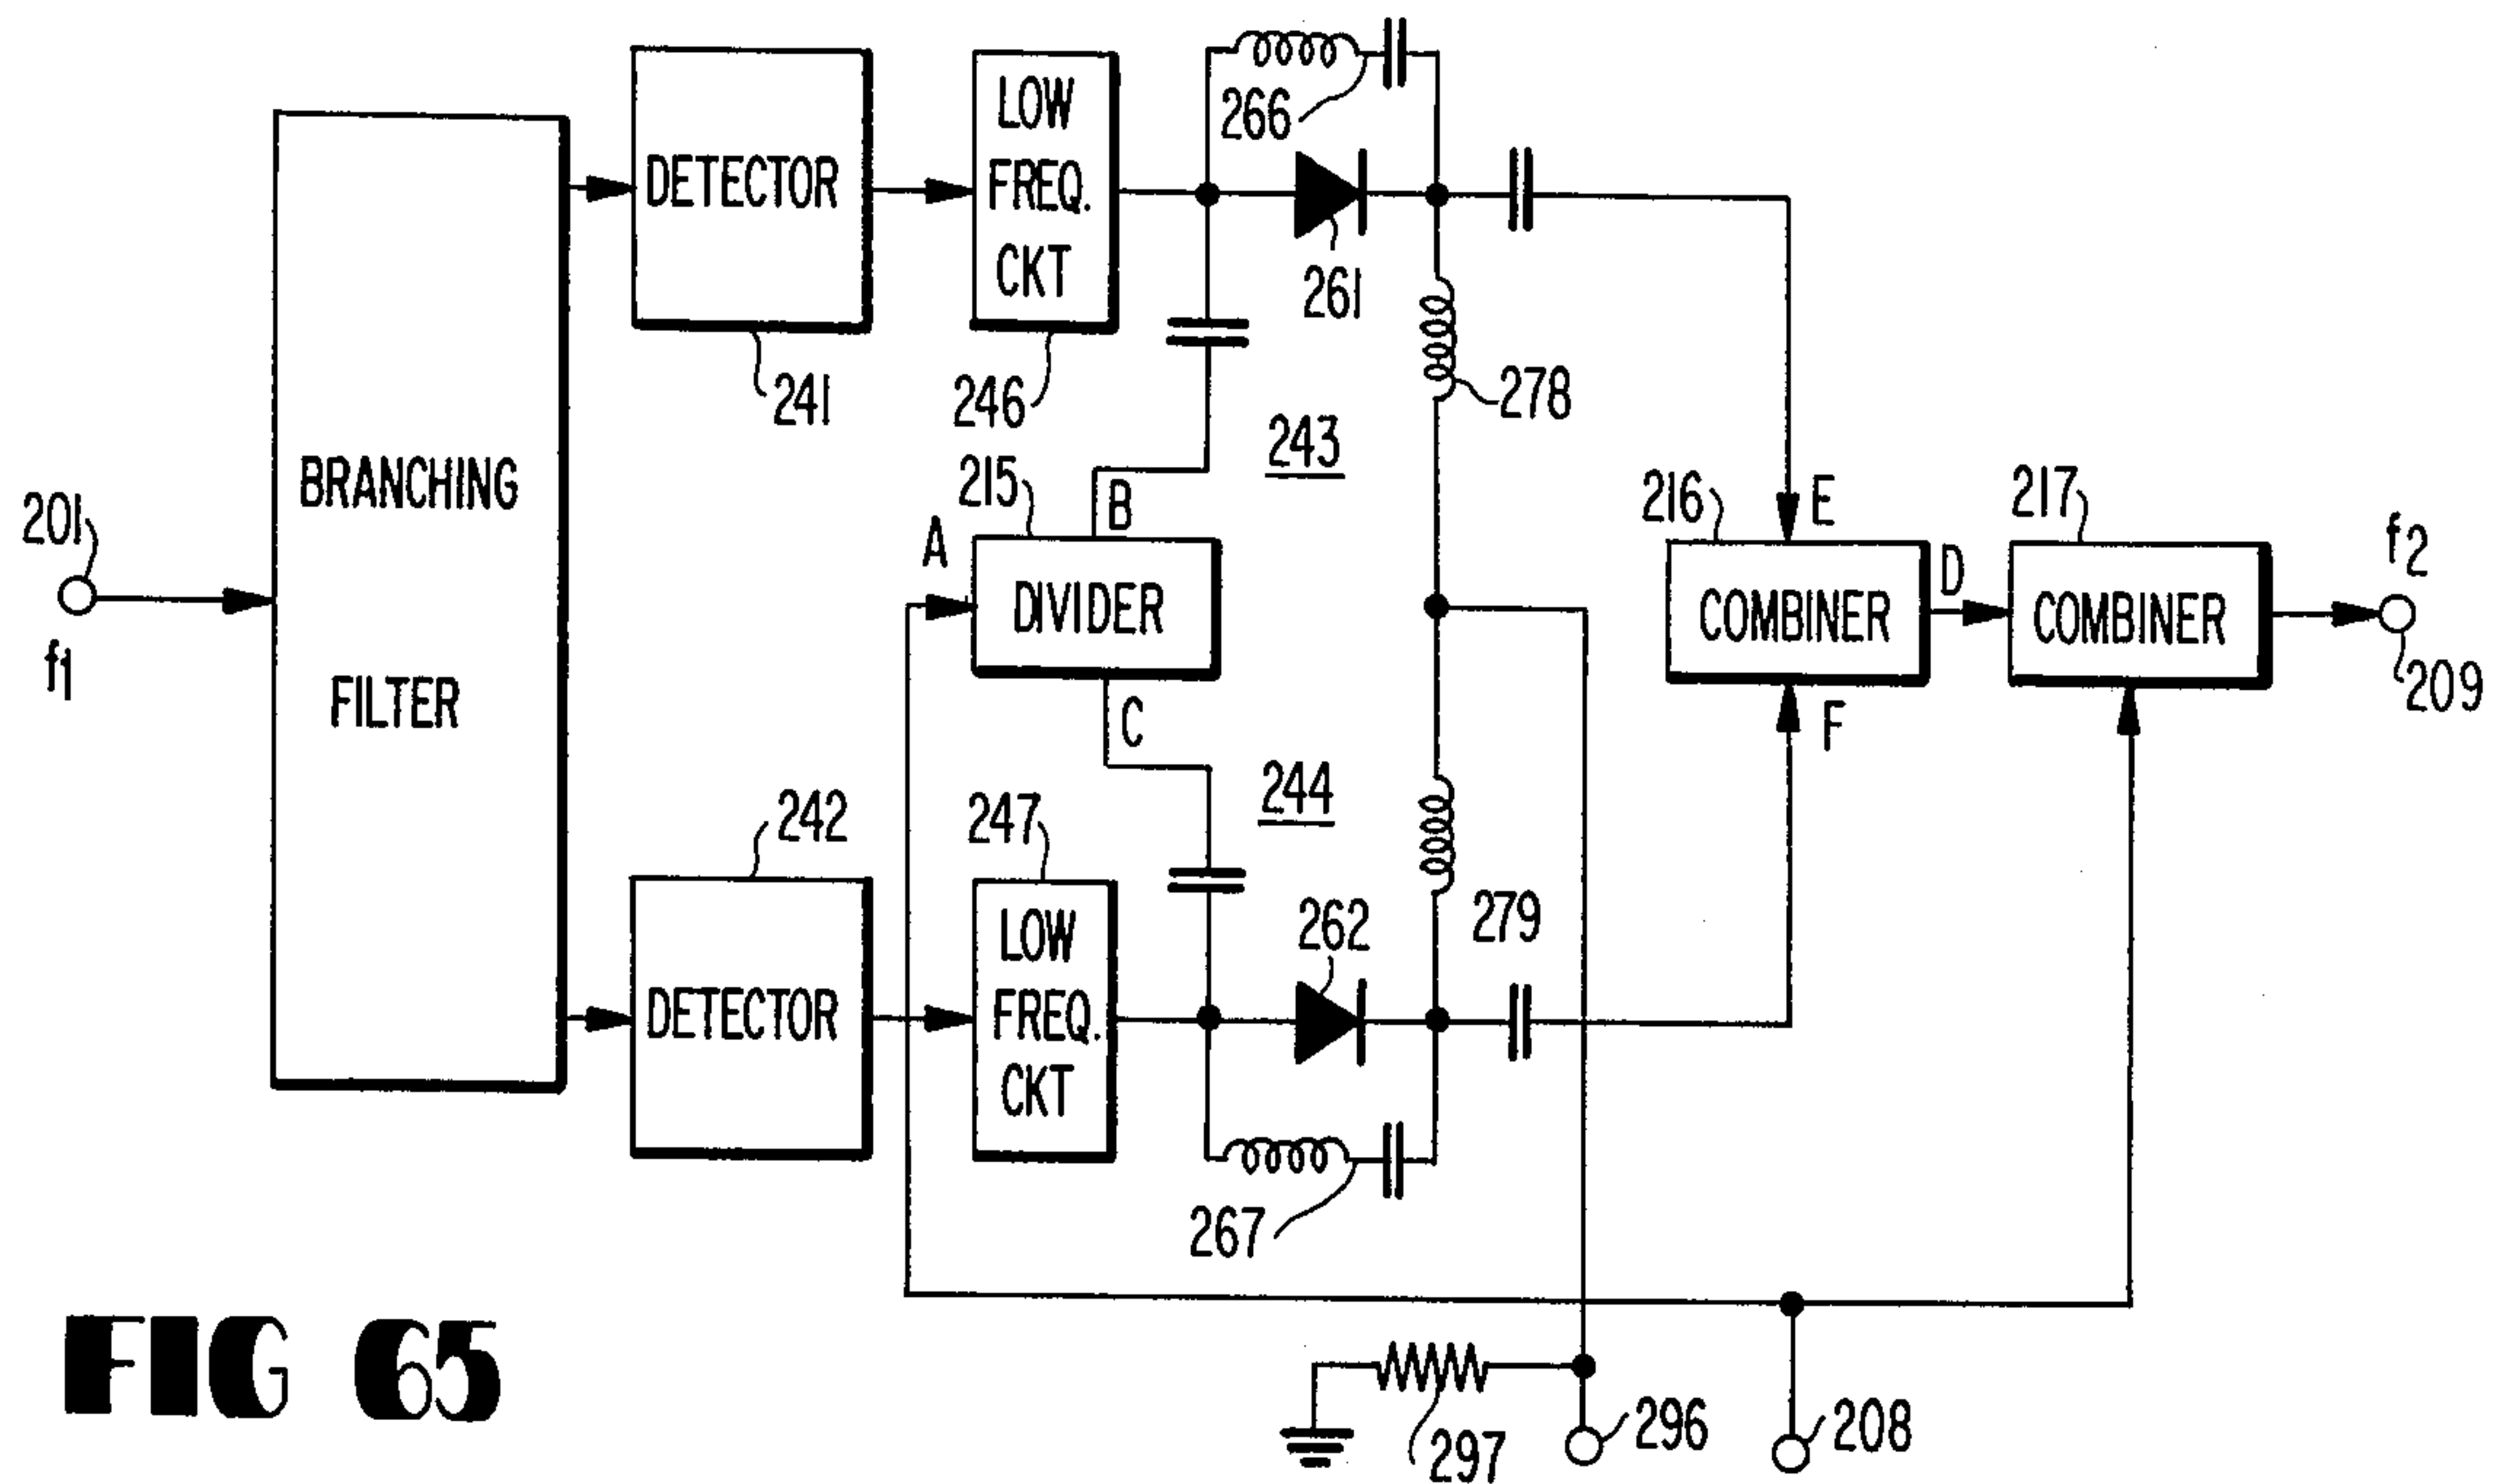 201
f1
BRANCHING
FILTER
DETECTOR
241
LOW
FREQ.
CKT
246
266
261
278
243
215
B
A
DIVIDER
C
244
216
E
COMBINER
D
F
217
COMBINER
f2
209
242
DETECTOR
247
LOW
FREQ.
CKT
262
279
267
297
296
208
FIG 65